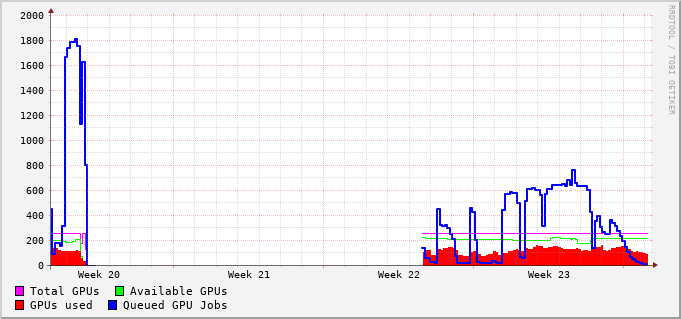 2000
1800
1600
1400
1200
1000
800
600
400
200
0
Week 20 Week 21 Week 22 Week 23
Total GPUs Available GPUs
GPUs used Queued GPU Jobs
RRDTOOL / TOBI OETIKER